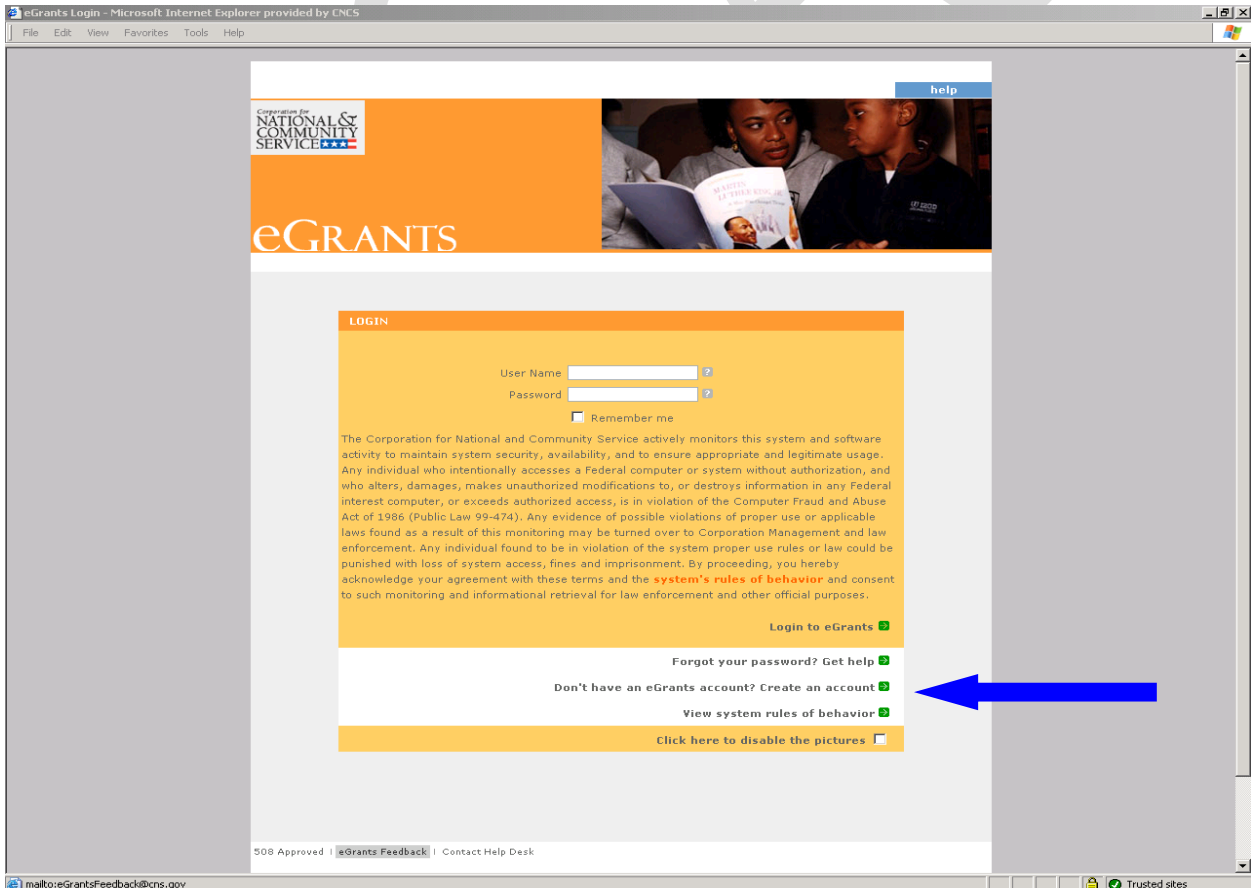 eGrants Login - Microsoft Internet Explorer provided by CNCS
File Edit View Favorites Tools Help
help
Corporation for
NATIONAL &
COMMUNITY
SERVICE
MARTIN
LUTHER KING JR.
eGRANTS
LOGIN
User Name
?
Password
?
Remember me
The Corporation for National and Community Service actively monitors this system and software
activity to maintain system security, availability, and to ensure appropriate and legitimate usage.
Any individual who intentionally accesses a Federal computer or system without authorization, and
who alters, damages, makes unauthorized modifications to, or destroys information in any Federal
interest computer, or exceeds authorized access, is in violation of the Computer Fraud and Abuse
Act of 1986 (Public Law 99-474). Any evidence of possible violations of proper use or applicable
laws found as a result of this monitoring may be turned over to Corporation Management and law
enforcement. Any individual found to be in violation of the system proper use rules or law could be
punished with loss of system access, fines and imprisonment. By proceeding, you hereby
acknowledge your agreement with these terms and the system's rules of behavior and consent
to such monitoring and informational retrieval for law enforcement and other official purposes.
Login to eGrants
Forgot your password? Get help
Don't have an eGrants account? Create an account
View system rules of behavior
Click here to disable the pictures
508 Approved | eGrants Feedback | Contact Help Desk
mailto:eGrantsFeedback@cns.gov
Trusted sites